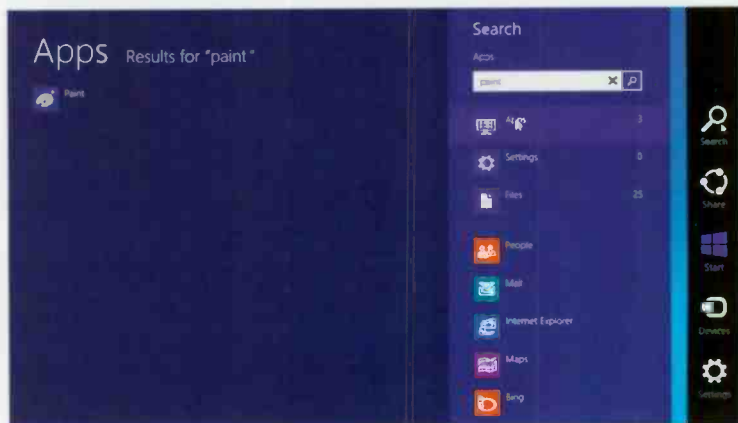 Apps Results for "paint"
Paint
Search
Apps
paint
Apps 3
Settings 0
Files 25
People
Mail
Internet Explorer
Maps
Bing
Search
Share
Start
Devices
Settings